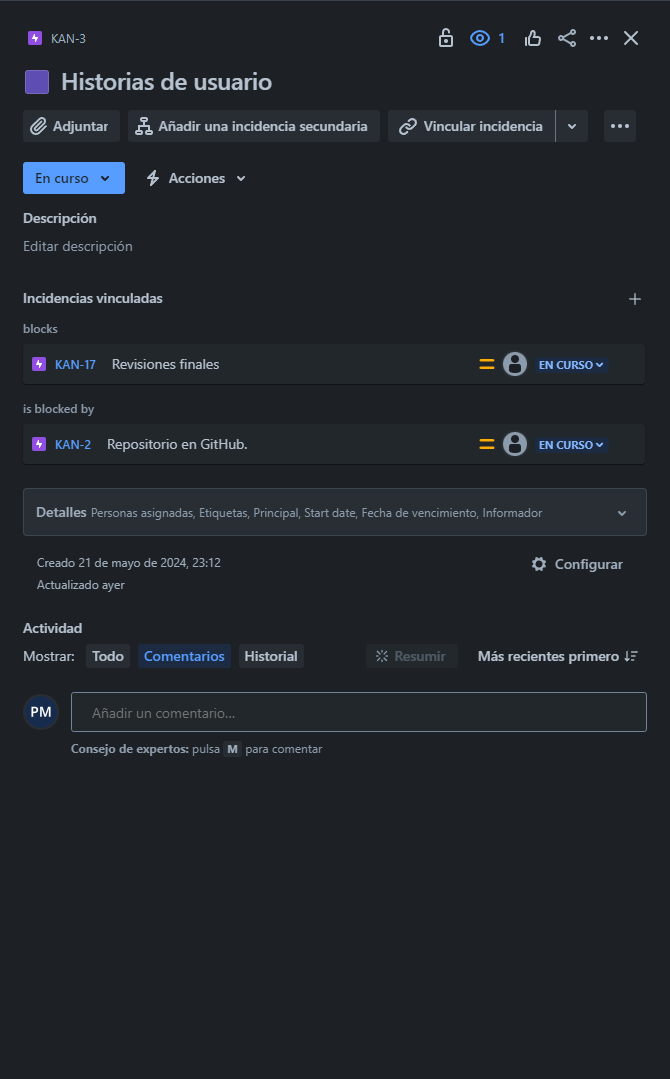 KAN-3 1
Historias de usuario
Adjuntar Añadir una incidencia secundaria Vincular incidencia
En curso Acciones
Descripción
Editar descripción
Incidencias vinculadas
blocks
KAN-17 Revisiones finales EN CURSO
is blocked by
KAN-2 Repositorio en GitHub. EN CURSO
Detalles Personas asignadas, Etiquetas, Principal, Start date, Fecha de vencimiento, Informador
Creado 21 de mayo de 2024, 23:12 Configurar
Actualizado ayer
Actividad
Mostrar: Todo Comentarios Historial Resumir Más recientes primero
PM Añadir un comentario...
Consejo de expertos: pulsa M para comentar